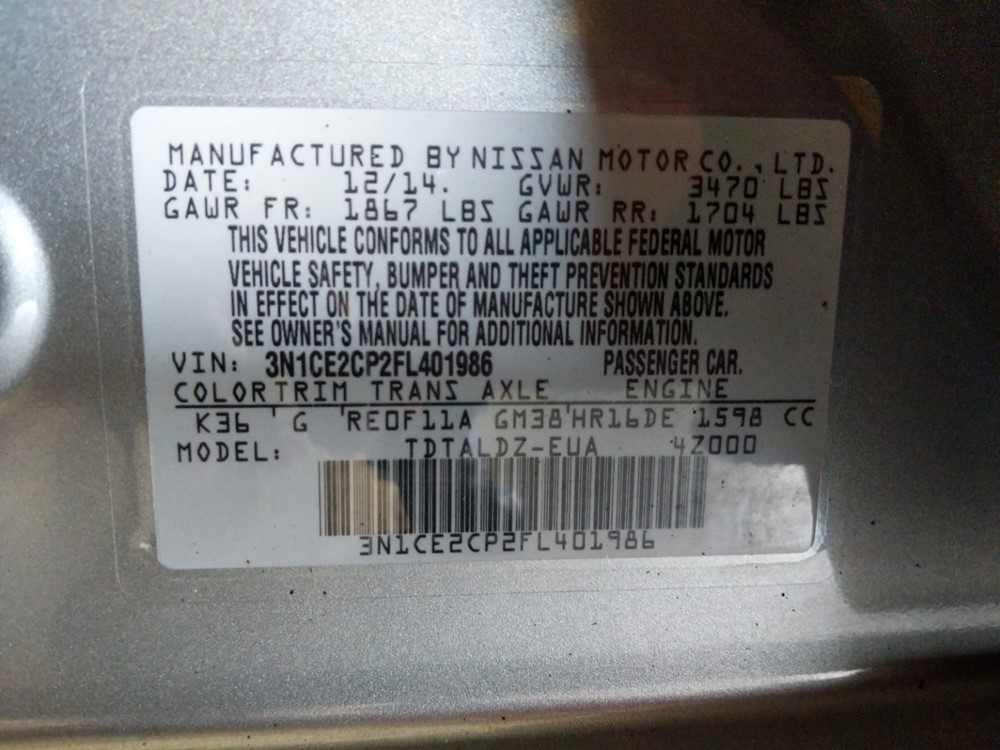 MANUFACTURED BY NISSAN MOTOR CO., LTD.
DATE: 12/14. GVWR: 3470 LBS
GAWR FR: 1867 LBS GAWR RR: 1704 LBS
THIS VEHICLE CONFORMS TO ALL APPLICABLE FEDERAL MOTOR
VEHICLE SAFETY, BUMPER AND THEFT PREVENTION STANDARDS
IN EFFECT ON THE DATE OF MANUFACTURE SHOWN ABOVE.
SEE OWNER'S MANUAL FOR ADDITIONAL INFORMATION.
VIN: 3N1CE2CP2FL401986 PASSENGER CAR.
COLOR TRIM TRANS AXLE ENGINE
K36 ' G 'RE0F11A GM38'HR16DE 1598 CC
MODEL: TDTALDZ-EUA 4Z000
3N1CE2CP2FL401986